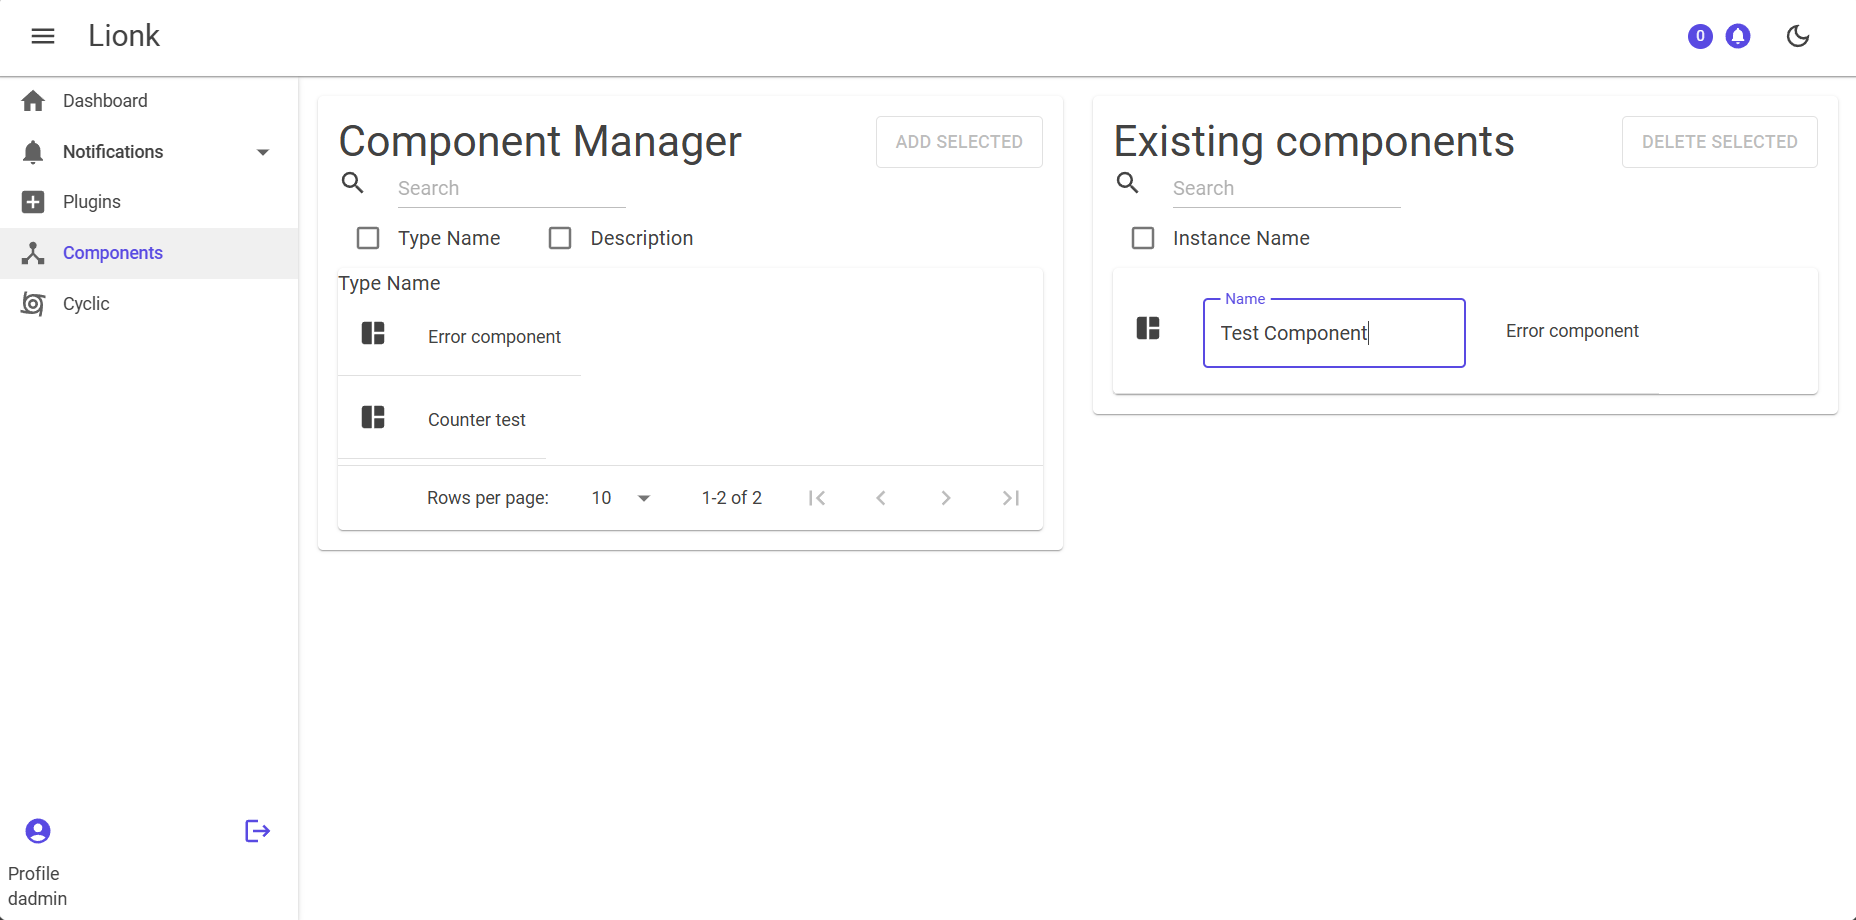 Lionk
0
Dashboard
Notifications
Plugins
Components
Cyclic
Profile
dadmin
Component Manager
ADD SELECTED
Search
Type Name
Description
Type Name
Error component
Counter test
Rows per page: 10 1-2 of 2
Existing components
DELETE SELECTED
Search
Instance Name
Name
Test Component
Error component